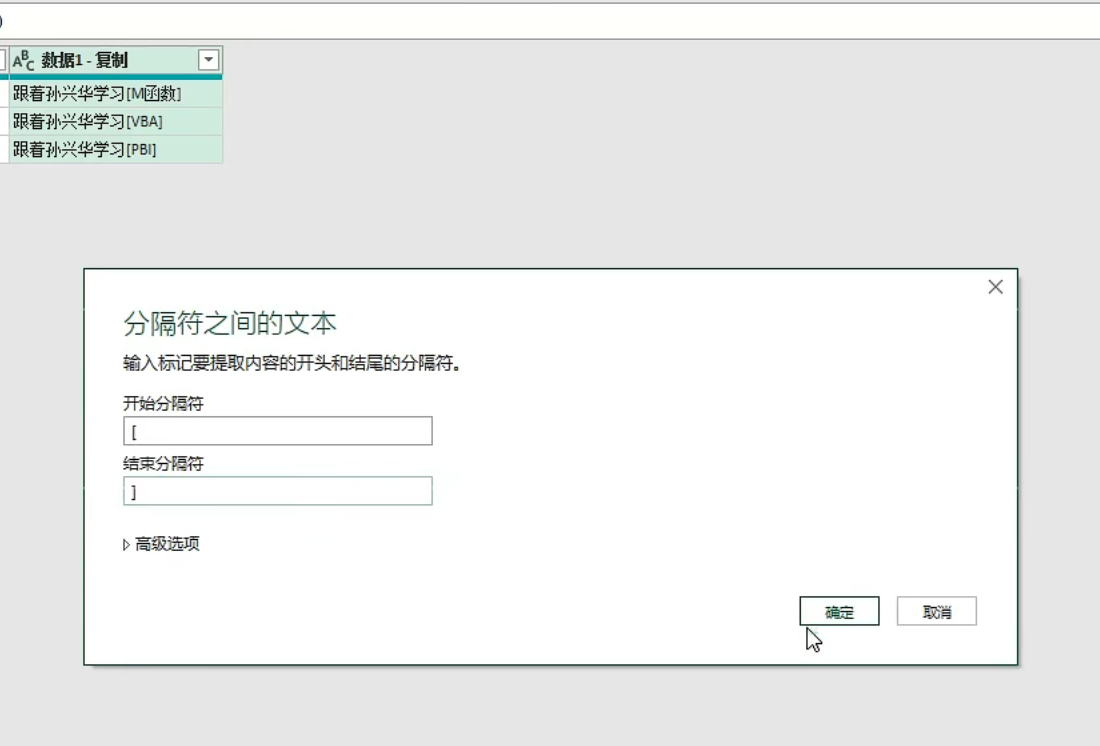 )
ABC 数据1 - 复制
跟着孙兴华学习[M函数]
跟着孙兴华学习[VBA]
跟着孙兴华学习[PBI]
分隔符之间的文本
输入标记要提取内容的开头和结尾的分隔符。
开始分隔符
[
结束分隔符
]
高级选项
确定 取消